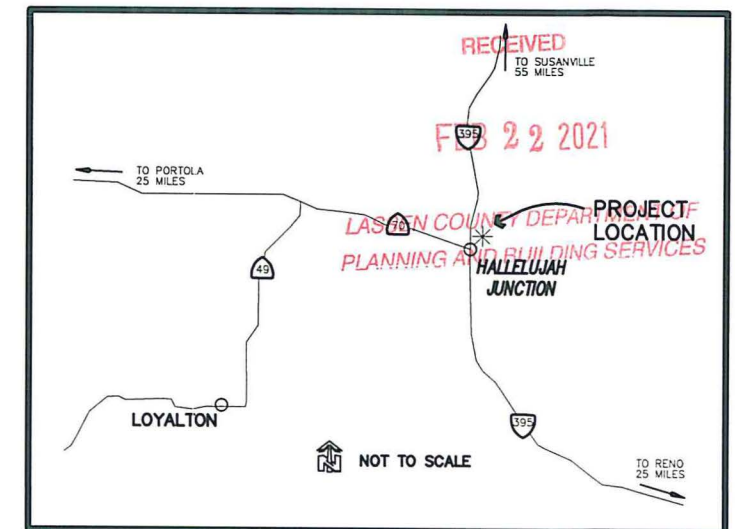 RECEIVED
TO SUSANVILLE
55 MILES
395
FEB 22 2021
TO PORTOLA
25 MILES
PROJECT
LOCATION
LASSEN COUNTY DEPARTMENT OF
PLANNING AND BUILDING SERVICES
70
49
HALLELUJAH
JUNCTION
LOYALTON
395
N
NOT TO SCALE
TO RENO
25 MILES